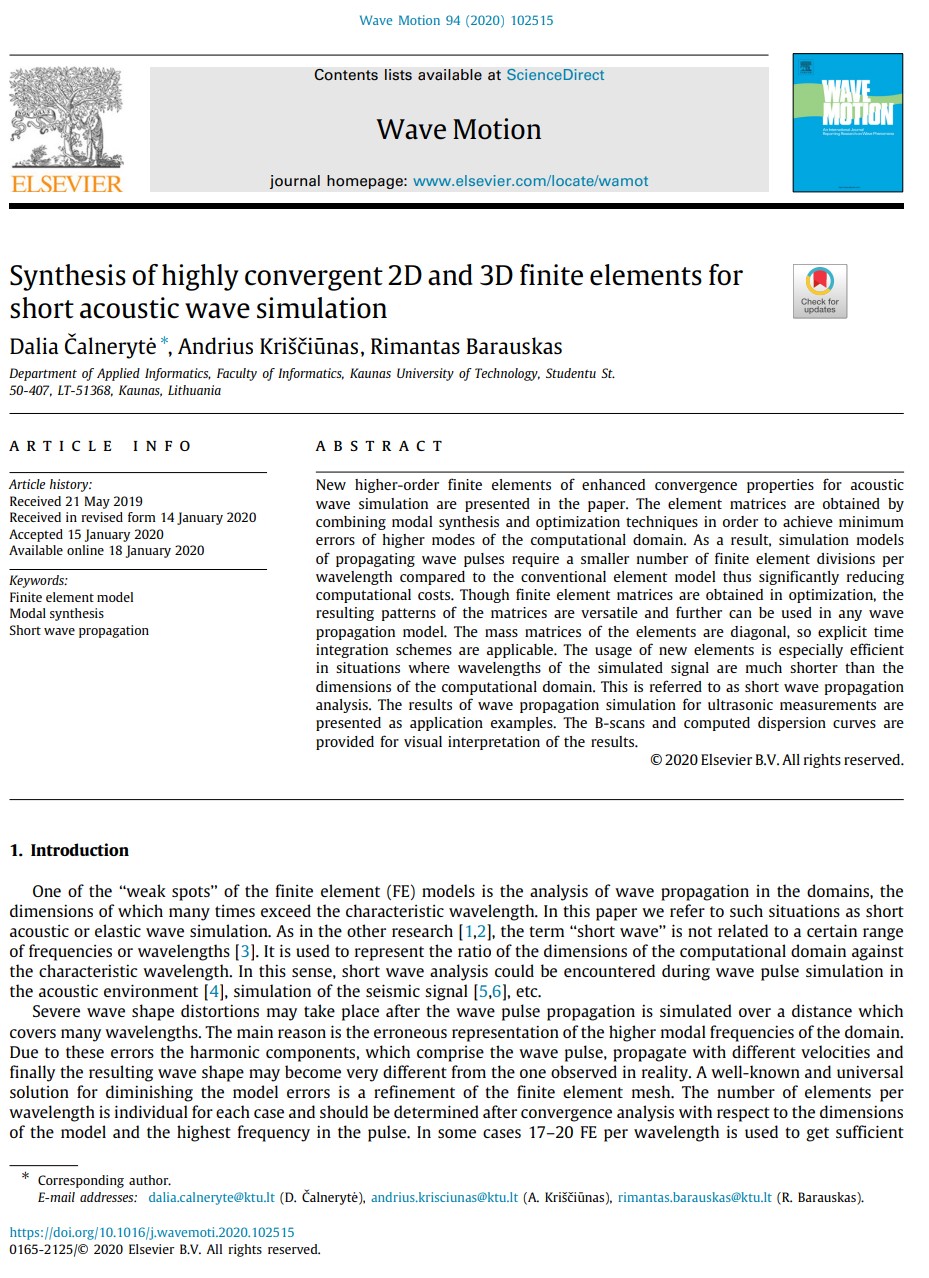 Wave Motion 94 (2020) 102515
Contents lists available at ScienceDirect
Wave Motion
journal homepage: www.elsevier.com/locate/wamot
ELSEVIER
WAVE
MOTION
Synthesis of highly convergent 2D and 3D finite elements for
short acoustic wave simulation
Check for
updates
Dalia Čalnerytė *, Andrius Kriščiūnas, Rimantas Barauskas
Department of Applied Informatics, Faculty of Informatics, Kaunas University of Technology, Studentu St.
50-407, LT-51368, Kaunas, Lithuania
ARTICLE INFO
Article history:
Received 21 May 2019
Received in revised form 14 January 2020
Accepted 15 January 2020
Available online 18 January 2020
Keywords:
Finite element model
Modal synthesis
Short wave propagation
ABSTRACT
New higher-order finite elements of enhanced convergence properties for acoustic
wave simulation are presented in the paper. The element matrices are obtained by
combining modal synthesis and optimization techniques in order to achieve minimum
errors of higher modes of the computational domain. As a result, simulation models
of propagating wave pulses require a smaller number of finite element divisions per
wavelength compared to the conventional element model thus significantly reducing
computational costs. Though finite element matrices are obtained in optimization, the
resulting patterns of the matrices are versatile and further can be used in any wave
propagation model. The mass matrices of the elements are diagonal, so explicit time
integration schemes are applicable. The usage of new elements is especially efficient
in situations where wavelengths of the simulated signal are much shorter than the
dimensions of the computational domain. This is referred to as short wave propagation
analysis. The results of wave propagation simulation for ultrasonic measurements are
presented as application examples. The B-scans and computed dispersion curves are
provided for visual interpretation of the results.
© 2020 Elsevier B.V. All rights reserved.
1. Introduction
One of the “weak spots” of the finite element (FE) models is the analysis of wave propagation in the domains, the
dimensions of which many times exceed the characteristic wavelength. In this paper we refer to such situations as short
acoustic or elastic wave simulation. As in the other research [1,2], the term “short wave” is not related to a certain range
of frequencies or wavelengths [3]. It is used to represent the ratio of the dimensions of the computational domain against
the characteristic wavelength. In this sense, short wave analysis could be encountered during wave pulse simulation in
the acoustic environment [4], simulation of the seismic signal [5,6], etc.
Severe wave shape distortions may take place after the wave pulse propagation is simulated over a distance which
covers many wavelengths. The main reason is the erroneous representation of the higher modal frequencies of the domain.
Due to these errors the harmonic components, which comprise the wave pulse, propagate with different velocities and
finally the resulting wave shape may become very different from the one observed in reality. A well-known and universal
solution for diminishing the model errors is a refinement of the finite element mesh. The number of elements per
wavelength is individual for each case and should be determined after convergence analysis with respect to the dimensions
of the model and the highest frequency in the pulse. In some cases 17–20 FE per wavelength is used to get sufficient
* Corresponding author.
E-mail addresses: dalia.calneryte@ktu.lt (D. Čalnerytė), andrius.krisciunas@ktu.lt (A. Kriščiūnas), rimantas.barauskas@ktu.lt (R. Barauskas).
https://doi.org/10.1016/j.wavemoti.2020.102515
0165-2125/© 2020 Elsevier B.V. All rights reserved.